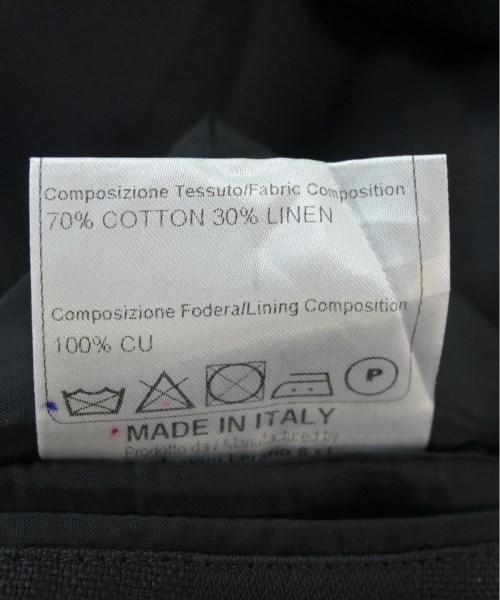 Composizione Tessuto/Fabric Composition
70% COTTON 30% LINEN
Composizione Fodera/Lining Composition
100% CU
P
MADE IN ITALY
Prodotto da / Manufactured by
Lerario S.r.l.